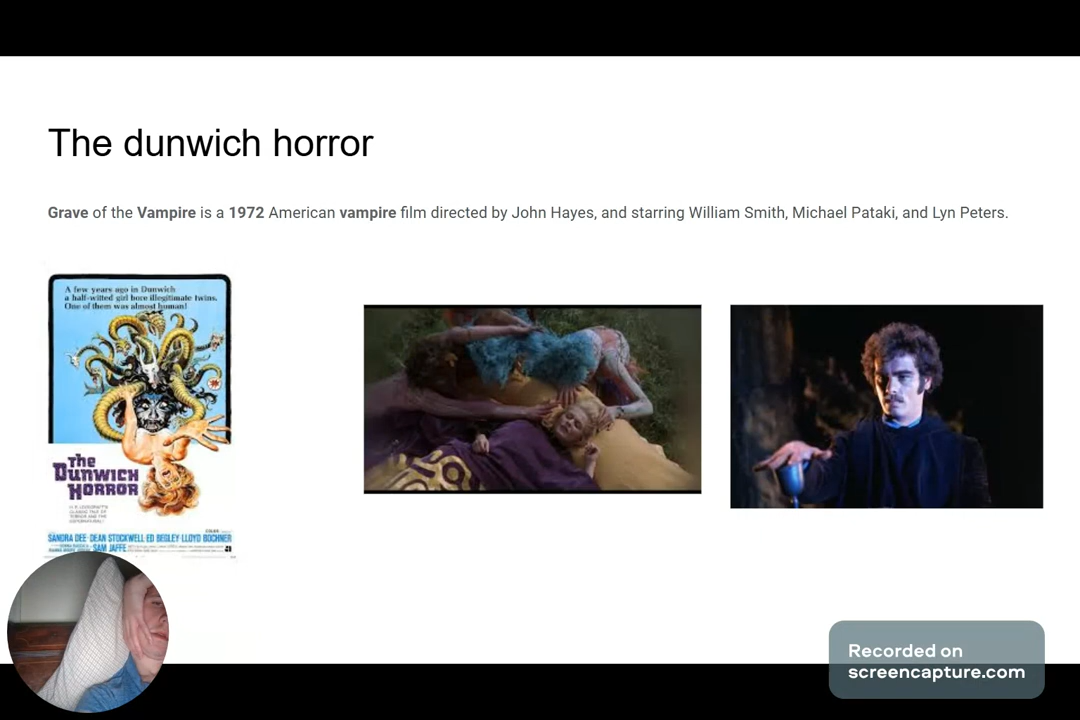 The dunwich horror
Grave of the Vampire is a 1972 American vampire film directed by John Hayes, and starring William Smith, Michael Pataki, and Lyn Peters.
A few years ago in Dunwich
a half-witted girl bore illegitimate twins.
One of them was almost human!
The
Dunwich
Horror
SANDRA DEE · DEAN STOCKWELL ED BEGLEY LLOYD BOCHNER
SAM JAFFE
Recorded on
screencapture.com